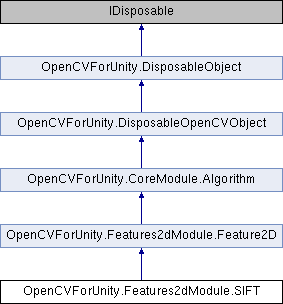 IDisposable
OpenCVForUnity.DisposableObject
OpenCVForUnity.DisposableOpenCVObject
OpenCVForUnity.CoreModule.Algorithm
OpenCVForUnity.Features2dModule.Feature2D
OpenCVForUnity.Features2dModule.SIFT